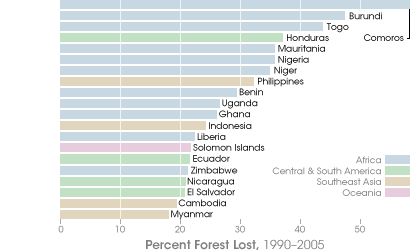 Burundi
Togo
Honduras
Comoros
Mauritania
Nigeria
Niger
Philippines
Benin
Uganda
Ghana
Indonesia
Liberia
Solomon Islands
Ecuador
Africa
Zimbabwe
Central & South America
Nicaragua
Southeast Asia
El Salvador
Oceania
Cambodia
Myanmar
0 10 20 30 40 50
Percent Forest Lost, 1990–2005